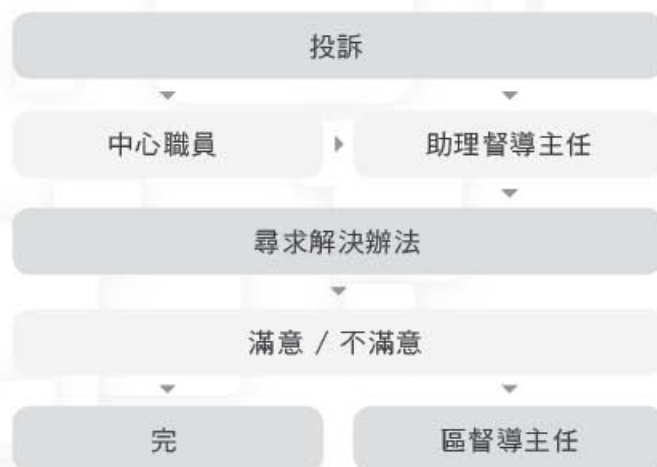 投訴
中心職員
助理督導主任
尋求解決辦法
滿意 / 不滿意
完
區督導主任